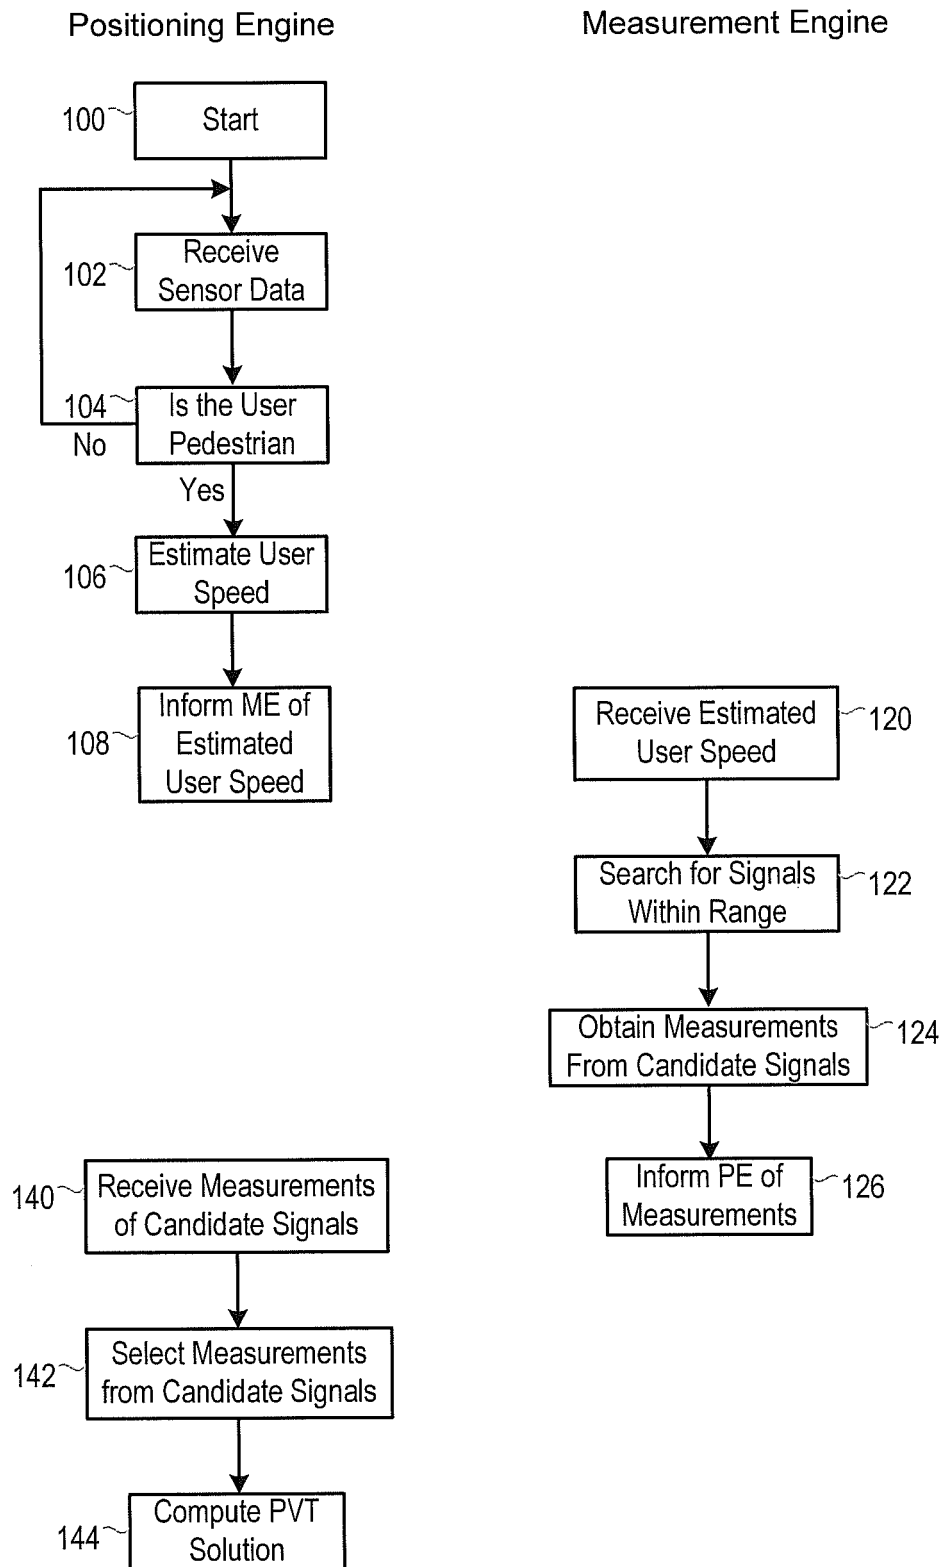 Positioning Engine
Measurement Engine
100
Start
102
Receive
Sensor Data
104
Is the User
Pedestrian
No
Yes
106
Estimate User
Speed
108
Inform ME of
Estimated
User Speed
Receive Estimated
User Speed
120
Search for Signals
Within Range
122
Obtain Measurements
From Candidate Signals
124
Inform PE of
Measurements
126
140
Receive Measurements
of Candidate Signals
142
Select Measurements
from Candidate Signals
144
Compute PVT
Solution